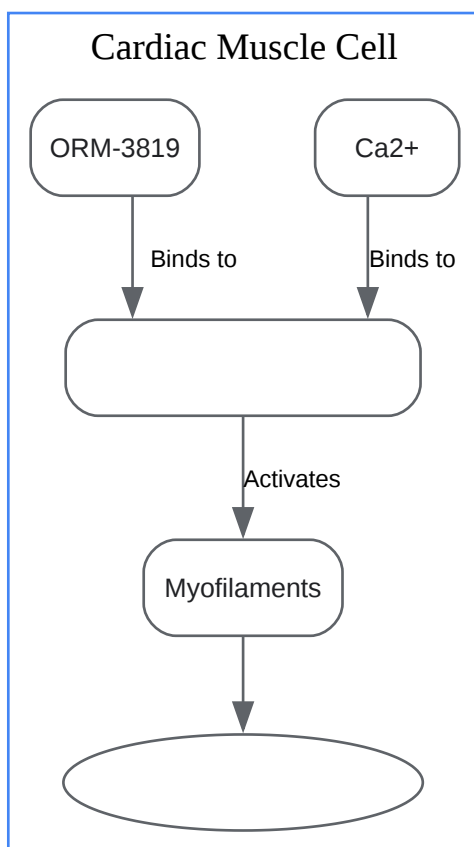 Cardiac Muscle Cell
ORM-3819
Ca2+
Binds to
Binds to
Activates
Myofilaments